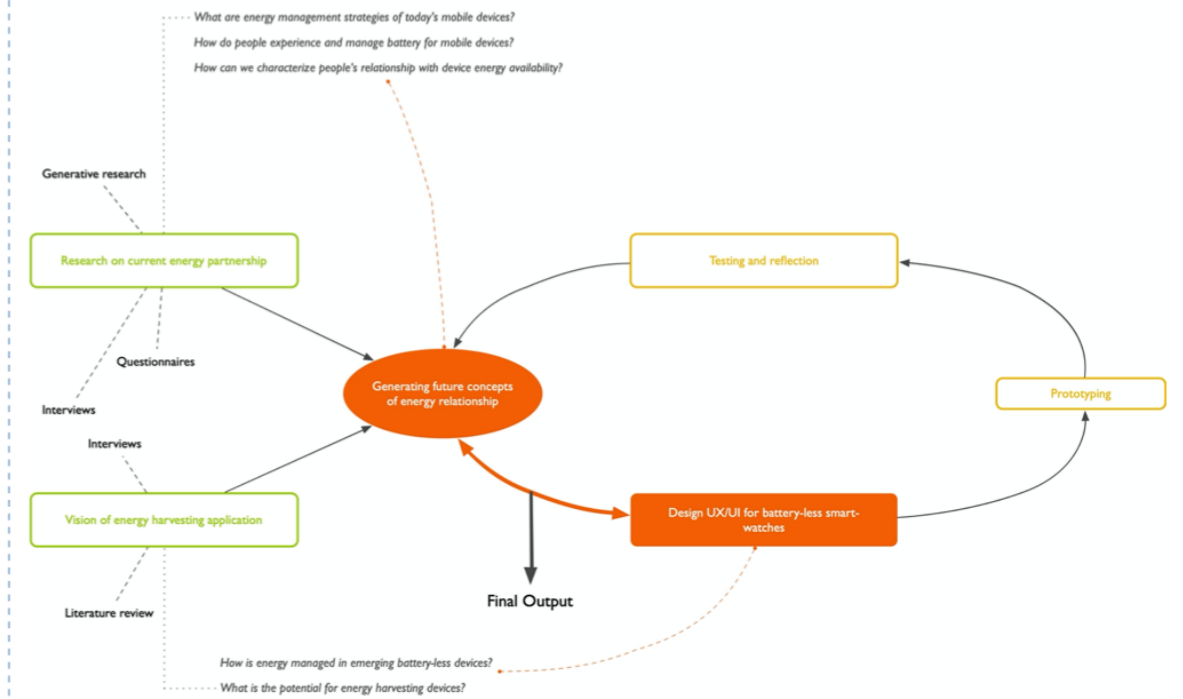 What are energy management strategies of today's mobile devices?
How do people experience and manage battery for mobile devices?
How can we characterize people's relationship with device energy availability?
Generative research
Research on current energy partnership
Testing and reflection
Questionnaires
Generating future concepts
of energy relationship
Prototyping
Interviews
Interviews
Vision of energy harvesting application
Design UX/UI for battery-less smart-
watches
Final Output
Literature review
How is energy managed in emerging battery-less devices?
What is the potential for energy harvesting devices?